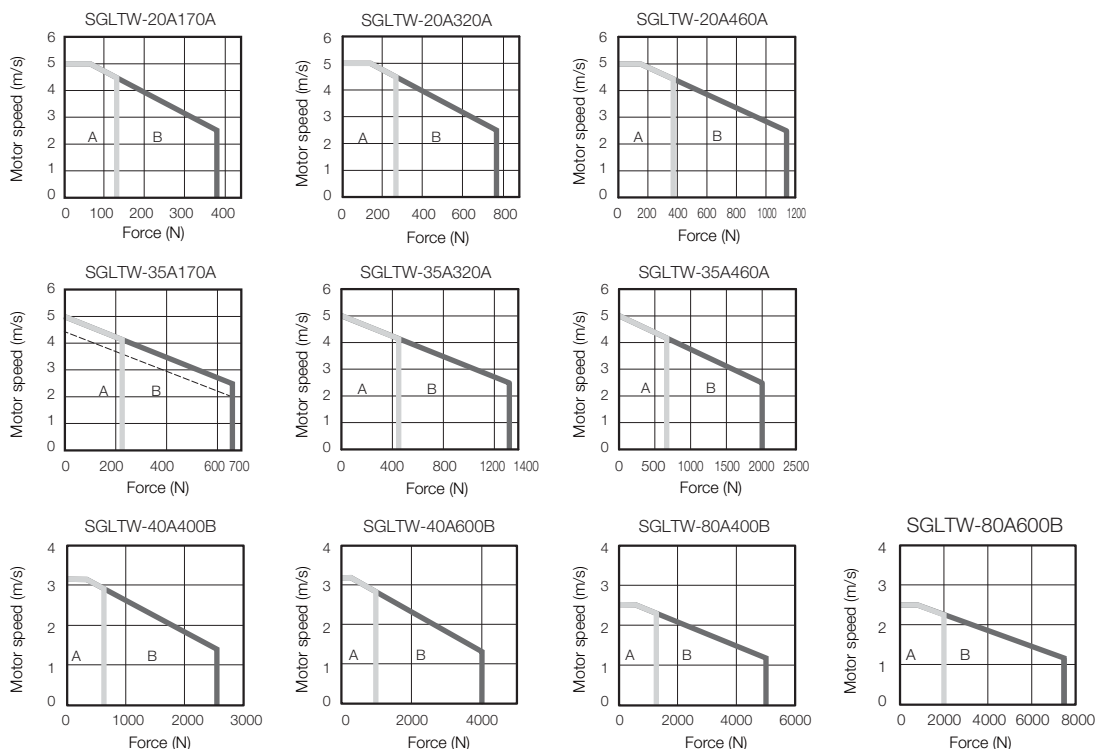 SGLTW-20A170A
6
5
4
3
2
1
0
Motor speed (m/s)
A
B
0 100 200 300 400
Force (N)
SGLTW-20A320A
6
5
4
3
2
1
0
Motor speed (m/s)
A
B
0 200 400 600 800
Force (N)
SGLTW-20A460A
6
5
4
3
2
1
0
Motor speed (m/s)
A
B
0 200 400 600 800 1000 1200
Force (N)
SGLTW-35A170A
6
5
4
3
2
1
0
Motor speed (m/s)
A
B
0 200 400 600 700
Force (N)
SGLTW-35A320A
6
5
4
3
2
1
0
Motor speed (m/s)
A
B
0 400 800 1200 1400
Force (N)
SGLTW-35A460A
6
5
4
3
2
1
0
Motor speed (m/s)
A
B
0 500 1000 1500 2000 2500
Force (N)
SGLTW-40A400B
4
3
2
1
0
Motor speed (m/s)
A
B
0 1000 2000 3000
Force (N)
SGLTW-40A600B
4
3
2
1
0
Motor speed (m/s)
A
B
0 2000 4000
Force (N)
SGLTW-80A400B
4
3
2
1
0
Motor speed (m/s)
A
B
0 2000 4000 6000
Force (N)
SGLTW-80A600B
4
3
2
1
0
Motor speed (m/s)
A
B
0 2000 4000 6000 8000
Force (N)